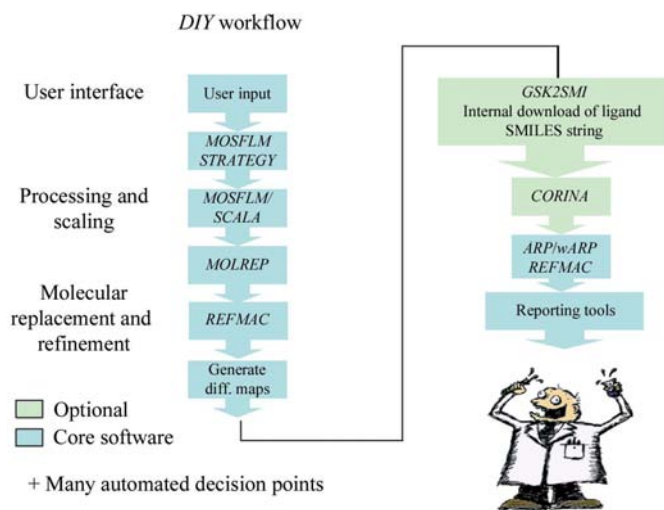 DIY workflow
User interface
User input
MOSFLM
STRATEGY
Processing and
scaling
MOSFLM/
SCALA
MOLREP
Molecular
replacement and
refinement
REFMAC
Generate
diff. maps
Optional
Core software
+ Many automated decision points
GSK2SMI
Internal download of ligand
SMILES string
CORINA
ARP/wARP
REFMAC
Reporting tools